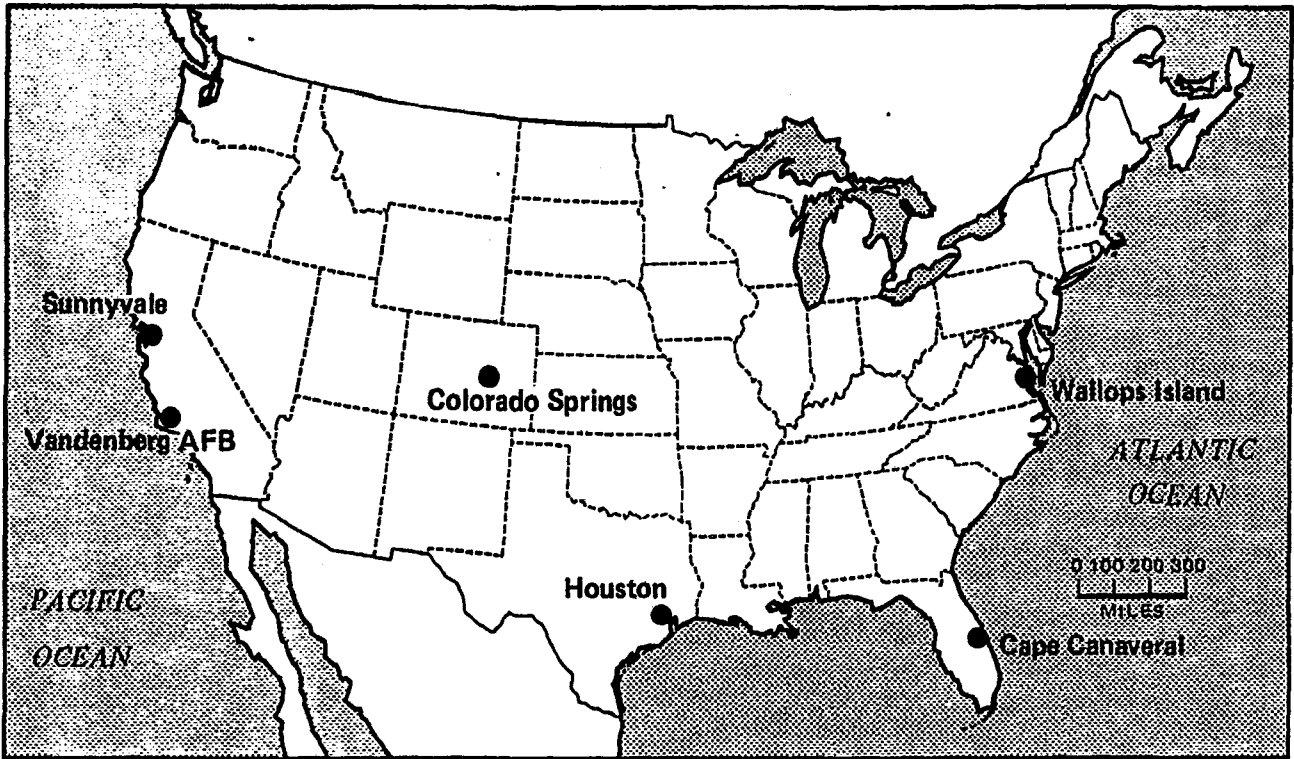 Sunnyvale
Colorado Springs
Wallops Island
Vandenberg AFB
ATLANTIC
OCEAN
0 100 200 300
MILES
Houston
PACIFIC
OCEAN
Cape Canaveral